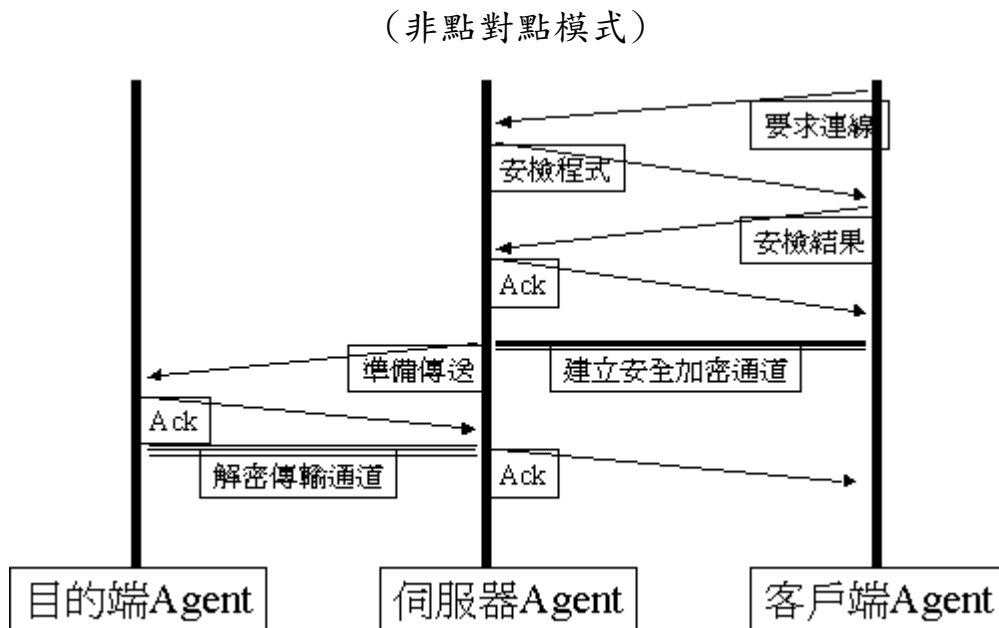 (非點對點模式)
要求連線
安檢程式
安檢結果
Ack
準備傳送
建立安全加密通道
Ack
解密傳輸通道
Ack
目的端Agent
伺服器Agent
客戶端Agent